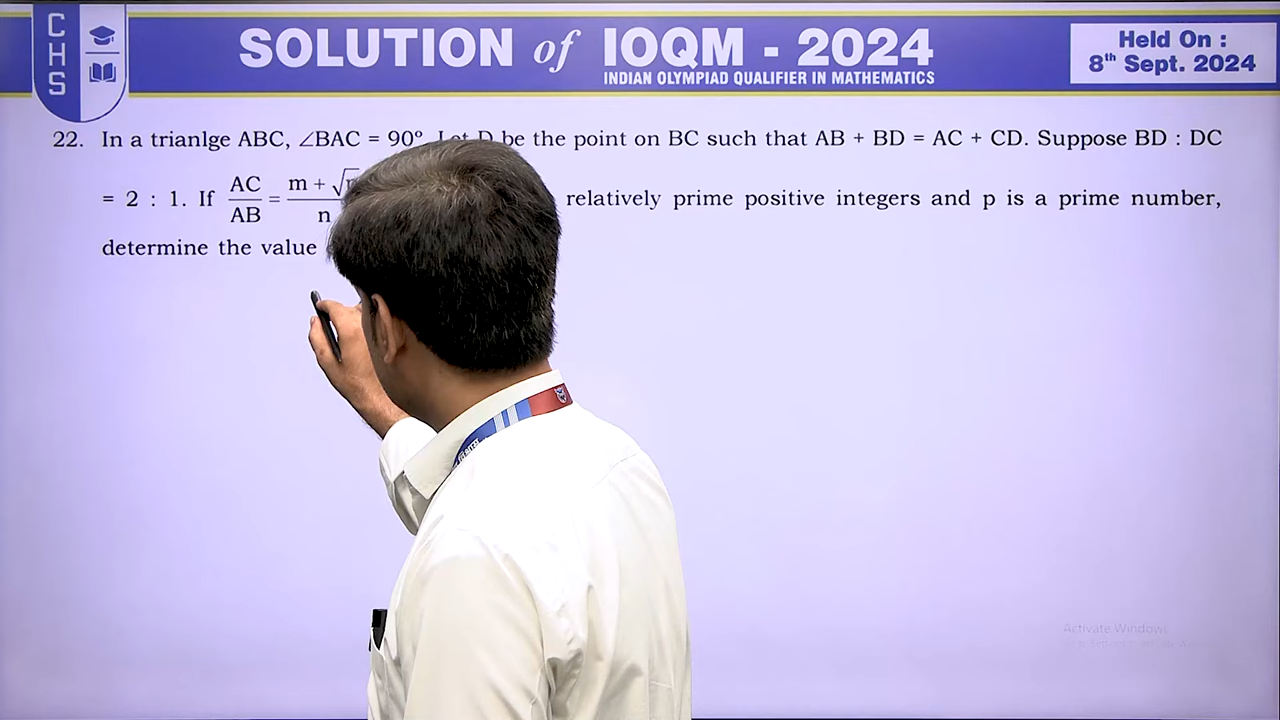 CHS
SOLUTION of IOQM - 2024
INDIAN OLYMPIAD QUALIFIER IN MATHEMATICS
Held On :
8th Sept. 2024
22. In a trianlge ABC, ∠BAC = 90°. Let D be the point on BC such that AB + BD = AC + CD. Suppose BD : DC
= 2 : 1. If AC/AB = (m + √)/n relatively prime positive integers and p is a prime number,
determine the value
Activate Windows